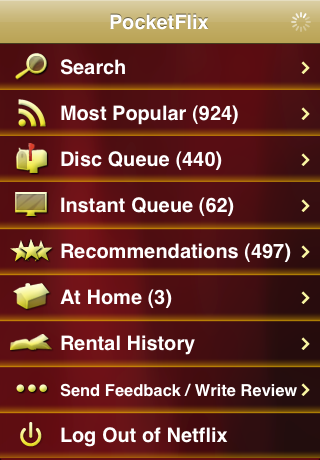 PocketFlix
Search
Most Popular (924)
Disc Queue (440)
Instant Queue (62)
Recommendations (497)
At Home (3)
Rental History
Send Feedback / Write Review
Log Out of Netflix